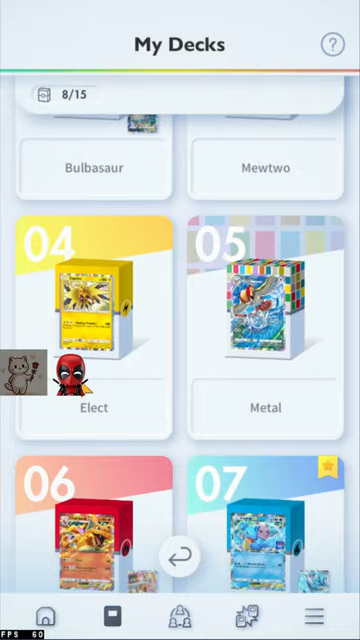 My Decks
?
8/15
Bulbasaur
Mewtwo
04
05
Elect
Metal
06
07
FPS 60